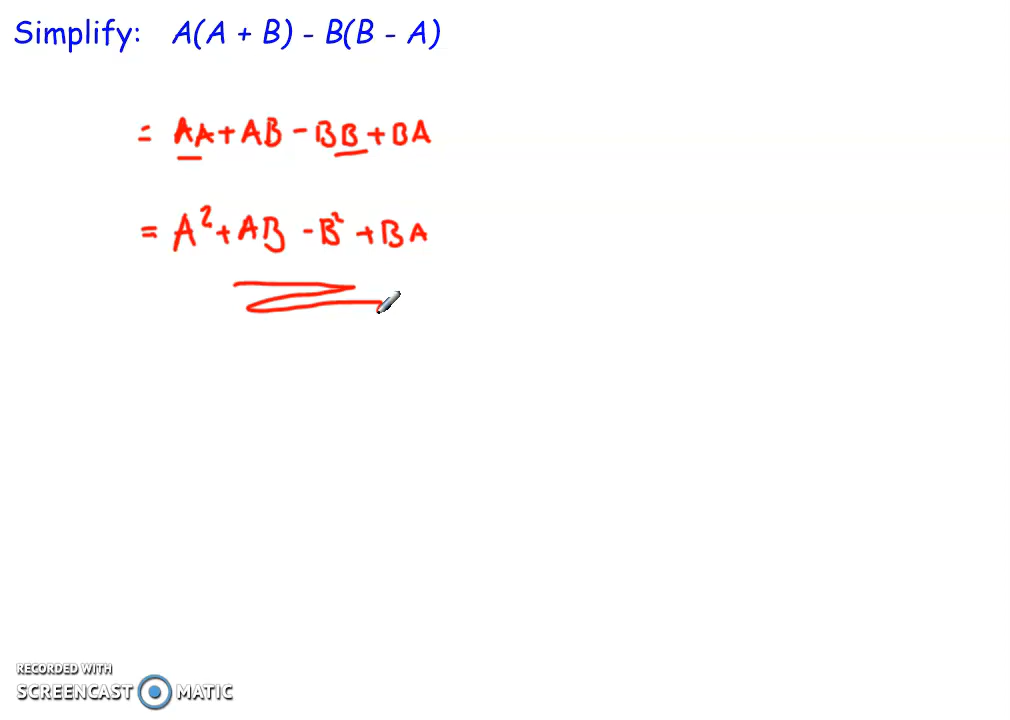 Simplify: A(A + B) - B(B - A)
= AA + AB - BB + BA
= A² + AB - B² + BA
RECORDED WITH
SCREENCAST MATIC